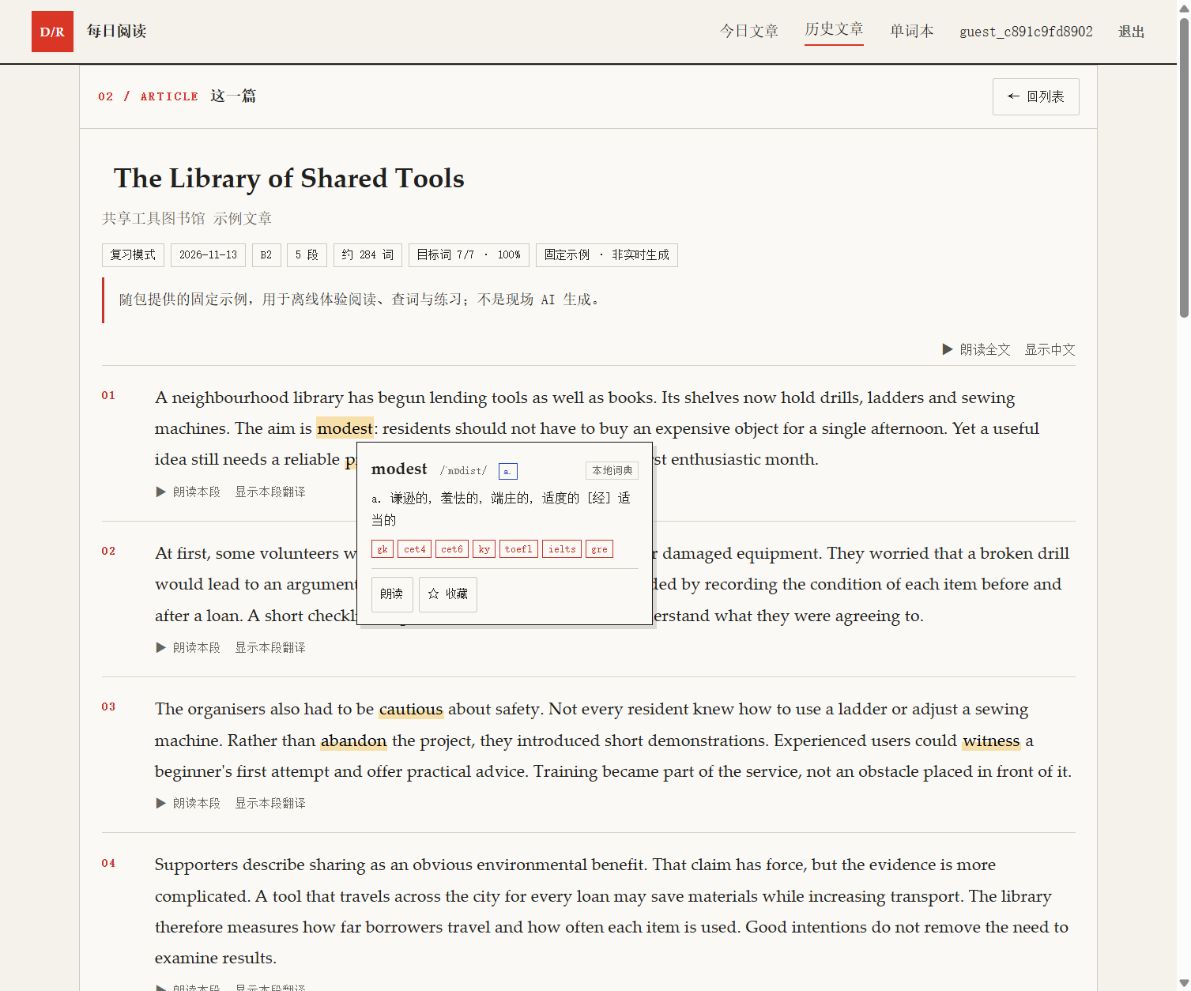 D/R 每日阅读 今日文章 历史文章 单词本 guest_c891c9fd8902 退出
02 / ARTICLE 这一篇 ← 回列表
The Library of Shared Tools
共享工具图书馆 示例文章
复习模式 2026-11-13 B2 5 段 约 284 词 目标词 7/7 · 100% 固定示例 · 非实时生成
随包提供的固定示例，用于离线体验阅读、查词与练习；不是现场 AI 生成。
▶ 朗读全文 显示中文
01
A neighbourhood library has begun lending tools as well as books. Its shelves now hold drills, ladders and sewing
machines. The aim is modest: residents should not have to buy an expensive object for a single afternoon. Yet a useful
idea still needs a reliable
enthusiastic month.
▶ 朗读本段 显示本段翻译
modest /ˈmɒdist/ a. 本地词典
a. 谦逊的, 羞怯的, 端庄的, 适度的 [经] 适
当的
gk cet4 cet6 ky toefl ielts gre
朗读 ☆ 收藏
02
At first, some volunteers
damaged equipment. They worried that a broken drill
would lead to an argument
by recording the condition of each item before and
after a loan. A short
what they were agreeing to.
▶ 朗读本段 显示本段翻译
03
The organisers also had to be cautious about safety. Not every resident knew how to use a ladder or adjust a sewing
machine. Rather than abandon the project, they introduced short demonstrations. Experienced users could witness a
beginner's first attempt and offer practical advice. Training became part of the service, not an obstacle placed in front of it.
▶ 朗读本段 显示本段翻译
04
Supporters describe sharing as an obvious environmental benefit. That claim has force, but the evidence is more
complicated. A tool that travels across the city for every loan may save materials while increasing transport. The library
therefore measures how far borrowers travel and how often each item is used. Good intentions do not remove the need to
examine results.
▶ 朗读本段 显示本段翻译